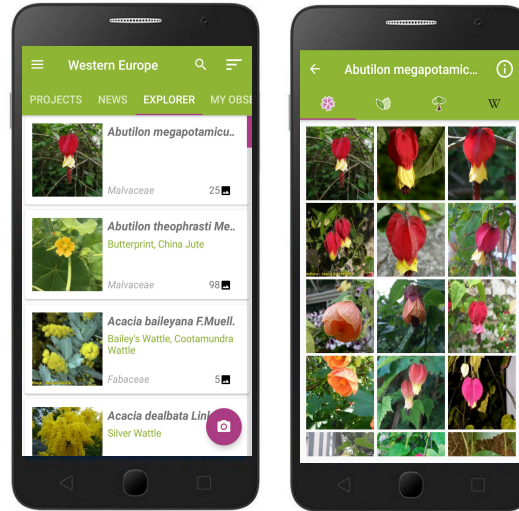 Western Europe
PROJECTS NEWS EXPLORER MY OBSE
Abutilon megapotamicu..
Malvaceae 25
Abutilon theophrasti Me..
Butterprint, China Jute
Malvaceae 98
Acacia baileyana F.Muell.
Bailey's Wattle, Cootamundra
Wattle
Fabaceae 5
Acacia dealbata Link
Silver Wattle
Abutilon megapotamic...
W